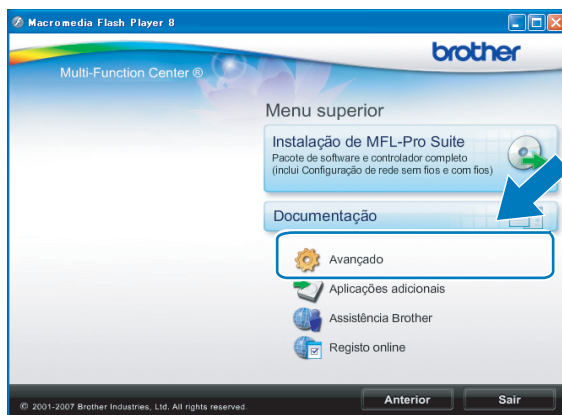 Macromedia Flash Player 8
brother
Multi-Function Center ®
Menu superior
Instalação de MFL-Pro Suite
Pacote de software e controlador completo
(inclui Configuração de rede sem fios e com fios)
Documentação
Avançado
Aplicações adicionais
Assistência Brother
Registo online
© 2001-2007 Brother Industries, Ltd. All rights reserved.
Anterior
Sair